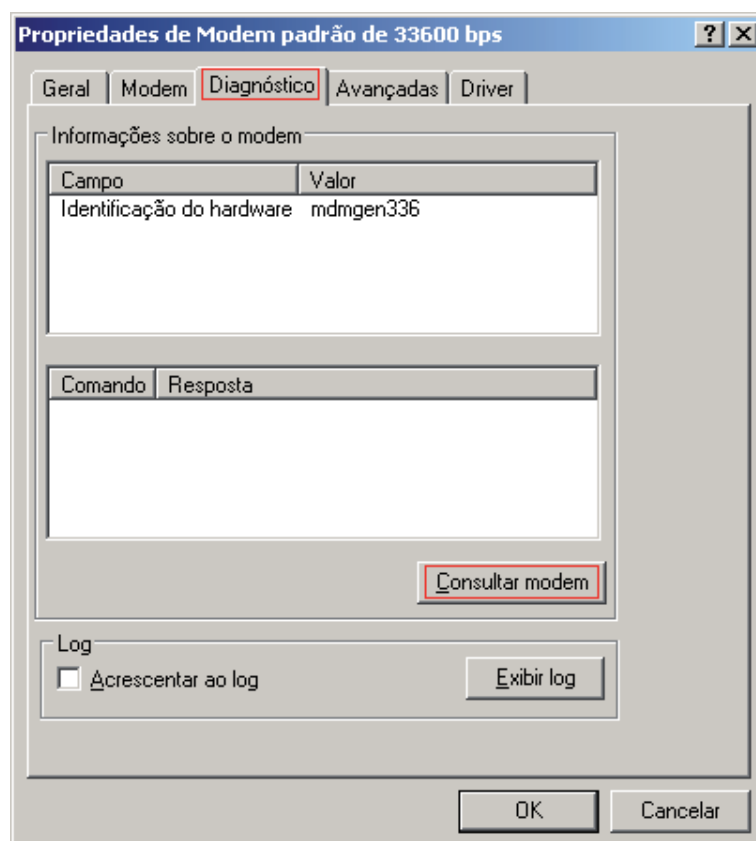 Propriedades de Modem padrão de 33600 bps
Geral Modem Diagnóstico Avançadas Driver
Informações sobre o modem
Campo Valor
Identificação do hardware mdmgen336
Comando Resposta
Consultar modem
Log
Acrescentar ao log Exibir log
OK Cancelar